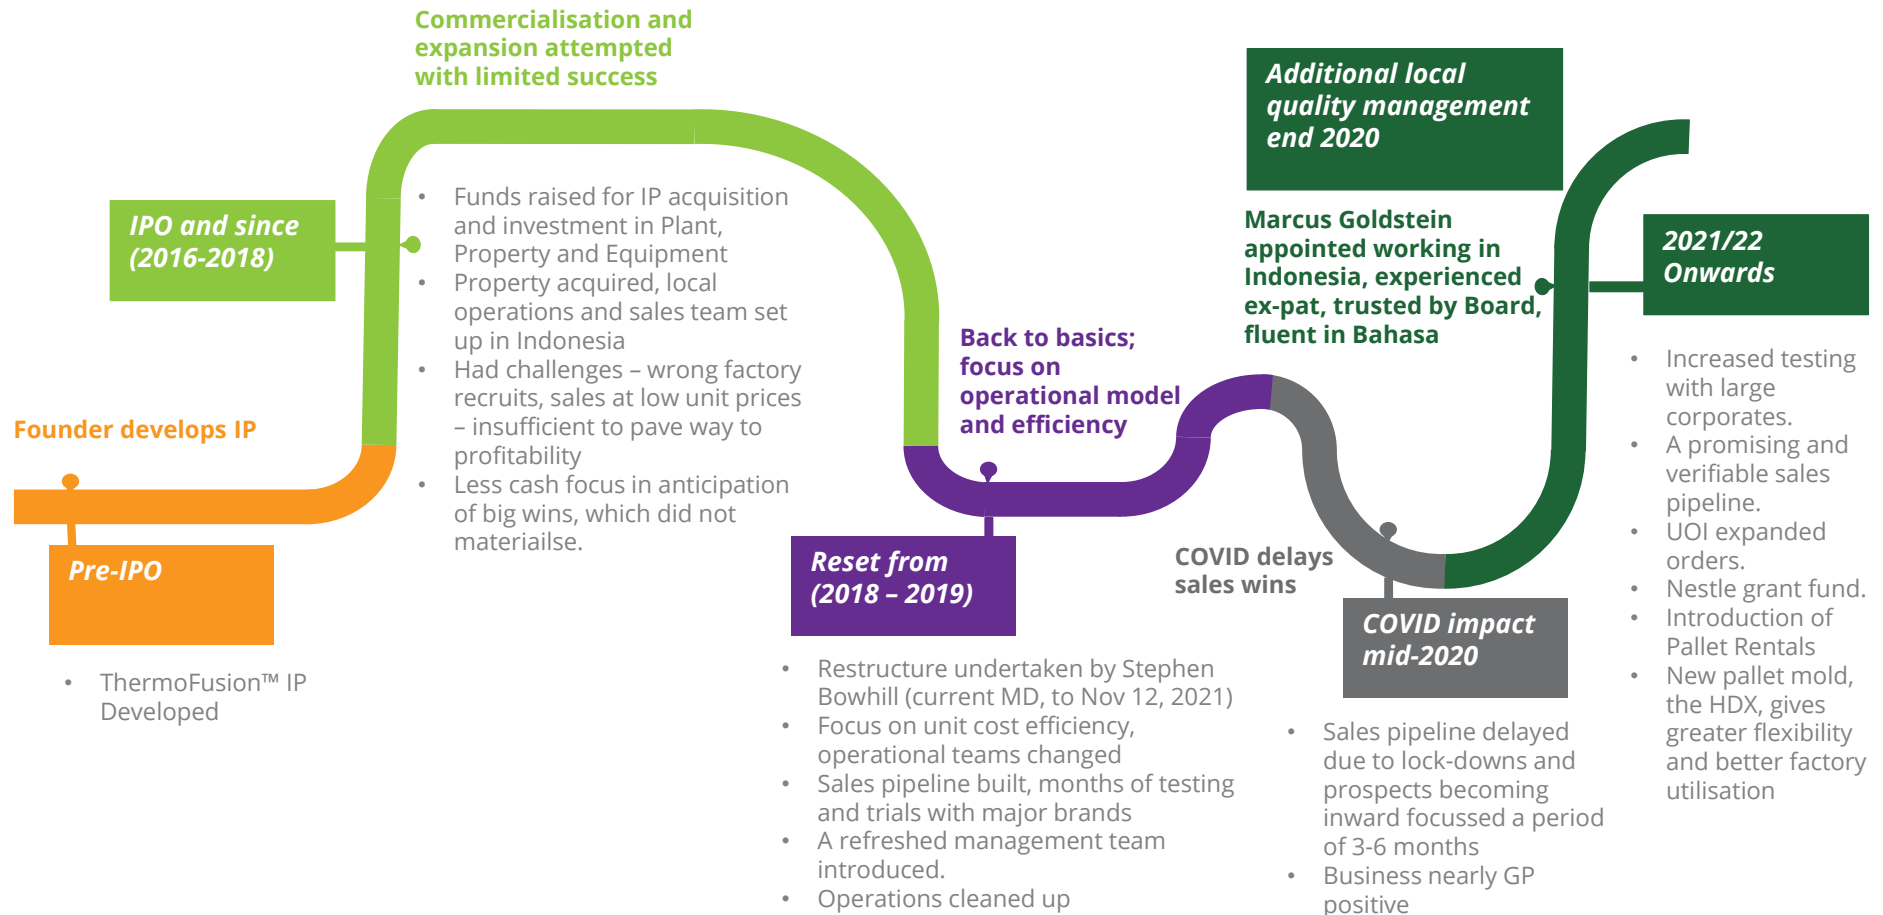 Commercialisation and
expansion attempted
with limited success
IPO and since
(2016-2018)
• Funds raised for IP acquisition
and investment in Plant,
Property and Equipment
• Property acquired, local
operations and sales team set
up in Indonesia
• Had challenges – wrong factory
recruits, sales at low unit prices
– insufficient to pave way to
profitability
• Less cash focus in anticipation
of big wins, which did not
materiailse.
Founder develops IP
Pre-IPO
• ThermoFusion™ IP
Developed
Back to basics;
focus on
operational model
and efficiency
Reset from
(2018 – 2019)
• Restructure undertaken by Stephen
Bowhill (current MD, to Nov 12, 2021)
• Focus on unit cost efficiency,
operational teams changed
• Sales pipeline built, months of testing
and trials with major brands
• A refreshed management team
introduced.
• Operations cleaned up
COVID delays
sales wins
COVID impact
mid-2020
• Sales pipeline delayed
due to lock-downs and
prospects becoming
inward focussed a period
of 3-6 months
• Business nearly GP
positive
Additional local
quality management
end 2020
Marcus Goldstein
appointed working in
Indonesia, experienced
ex-pat, trusted by Board,
fluent in Bahasa
2021/22
Onwards
• Increased testing
with large
corporates.
• A promising and
verifiable sales
pipeline.
• UOI expanded
orders.
• Nestle grant fund.
• Introduction of
Pallet Rentals
• New pallet mold,
the HDX, gives
greater flexibility
and better factory
utilisation